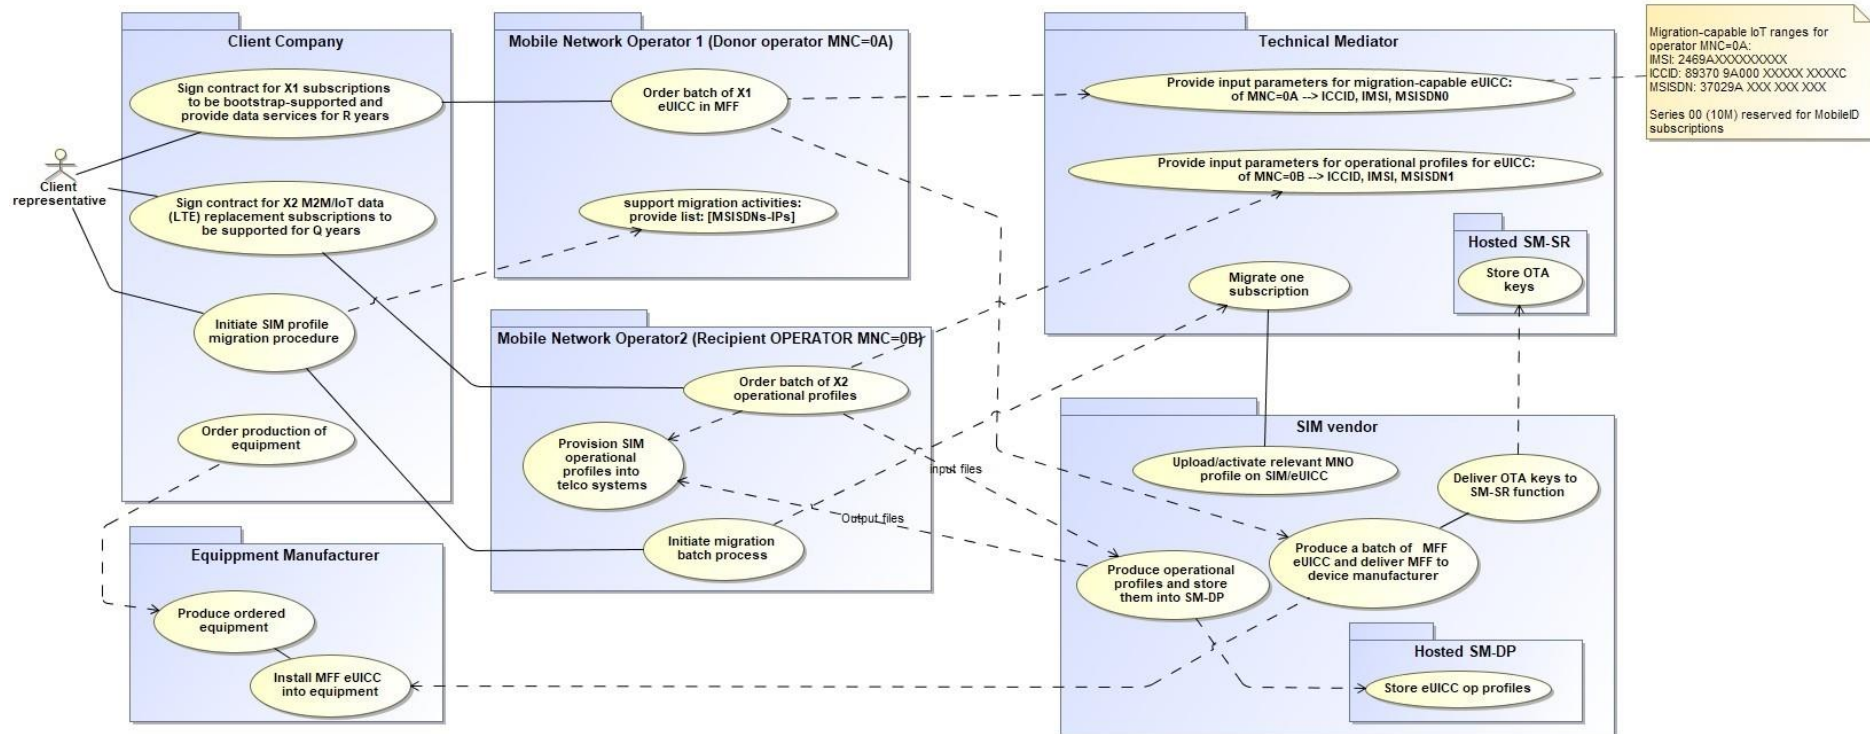 Client Company
Sign contract for X1 subscriptions
to be bootstrap-supported and
provide data services for R years
Client
representative
Sign contract for X2 M2M/IoT data
(LTE) replacement subscriptions to
be supported for Q years
Initiate SIM profile
migration procedure
Order production of
equipment
Mobile Network Operator 1 (Donor operator MNC=0A)
Order batch of X1
eUICC in MFF
support migration activities:
provide list: [MSISDNs-IPs]
Mobile Network Operator2 (Recipient OPERATOR MNC=0B)
Order batch of X2
operational profiles
Provision SIM
operational
profiles into
telco systems
Initiate migration
batch process
input files
Output files
Technical Mediator
Provide input parameters for migration-capable eUICC:
of MNC=0A --> ICCID, IMSI, MSISDN0
Provide input parameters for operational profiles for eUICC:
of MNC=0B --> ICCID, IMSI, MSISDN1
Migrate one
subscription
Hosted SM-SR
Store OTA
keys
Migration-capable IoT ranges for
operator MNC=0A:
IMSI: 2469AXXXXXXXXX
ICCID: 89370 9A000 XXXXX XXXXC
MSISDN: 37029A XXX XXX XXX
Series 00 (10M) reserved for MobileID
subscriptions
SIM vendor
Upload/activate relevant MNO
profile on SIM/eUICC
Deliver OTA keys to
SM-SR function
Produce a batch of MFF
eUICC and deliver MFF to
device manufacturer
Produce operational
profiles and store
them into SM-DP
Hosted SM-DP
Store eUICC op profiles
Equippment Manufacturer
Produce ordered
equipment
Install MFF eUICC
into equipment